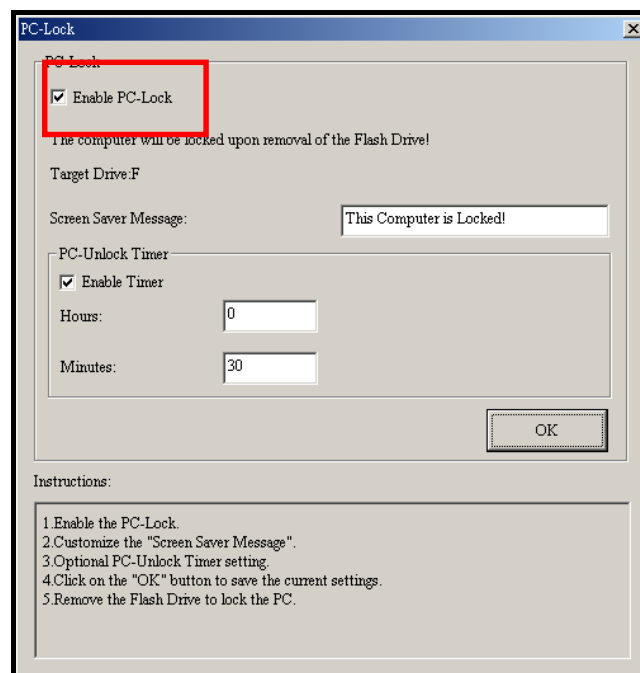 PC-Lock
PC-Lock
Enable PC-Lock
The computer will be locked upon removal of the Flash Drive!
Target Drive:F
Screen Saver Message:
This Computer is Locked!
PC-Unlock Timer
Enable Timer
Hours:
0
Minutes:
30
OK
Instructions:
1.Enable the PC-Lock.
2.Customize the "Screen Saver Message".
3.Optional PC-Unlock Timer setting.
4.Click on the "OK" button to save the current settings.
5.Remove the Flash Drive to lock the PC.